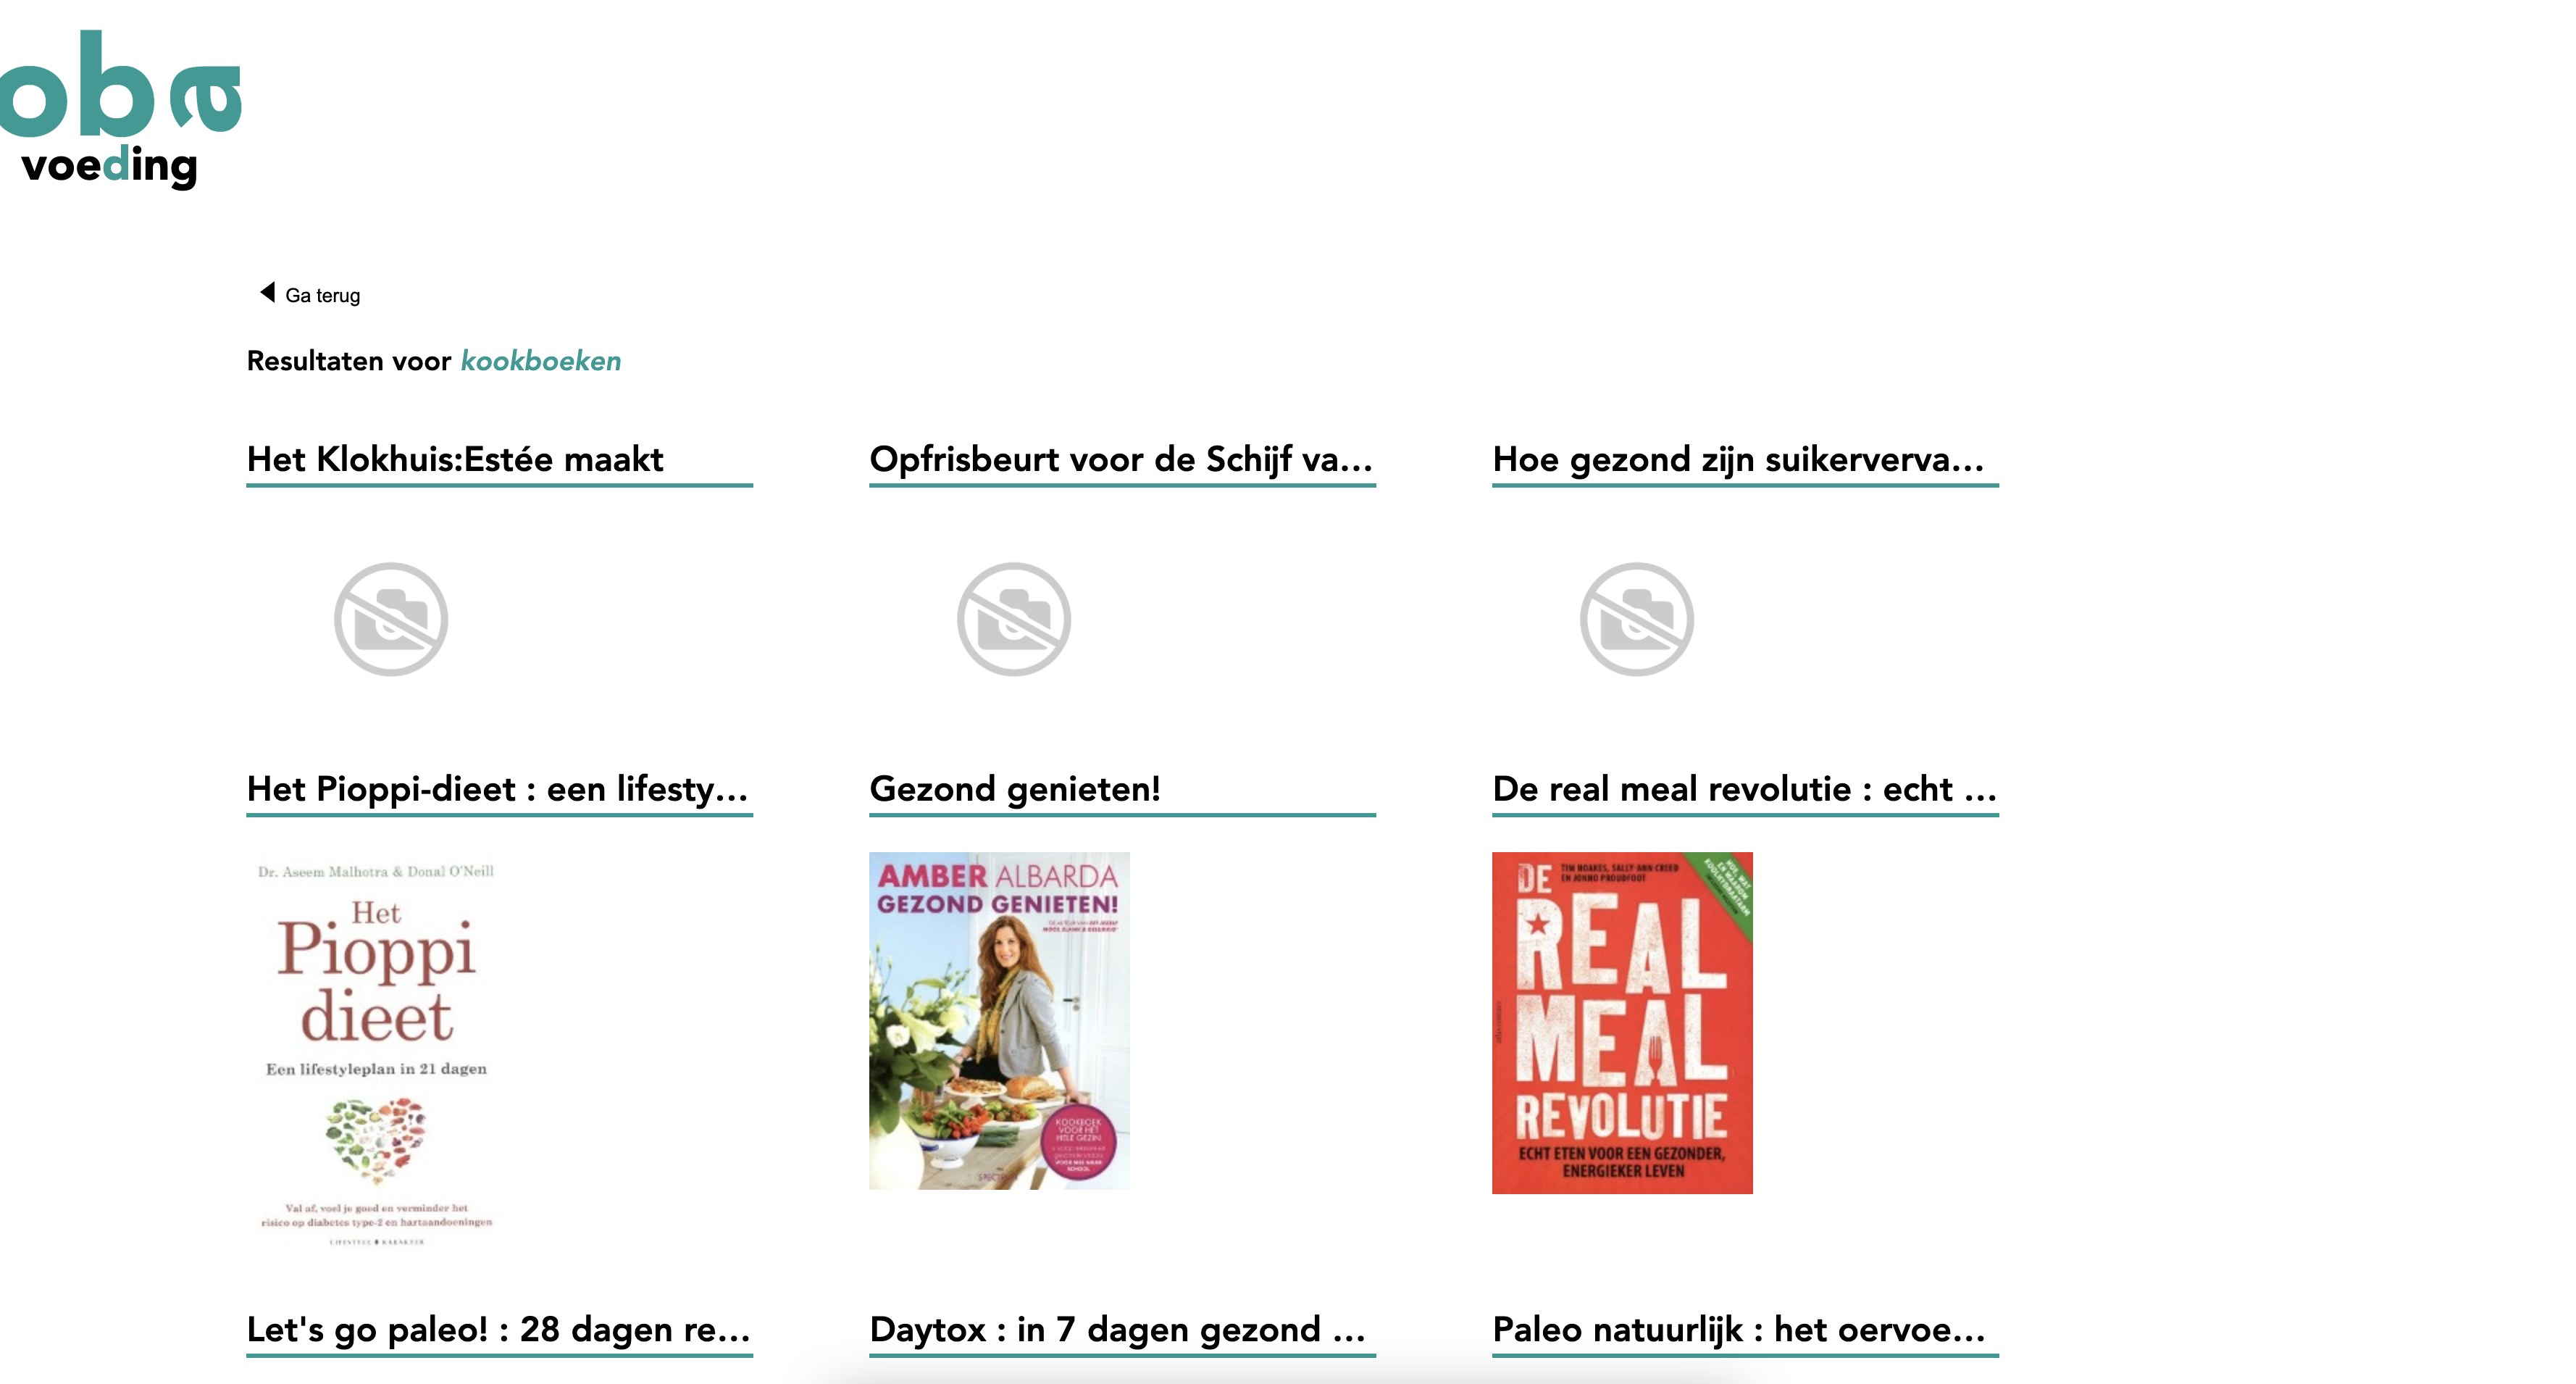 oba
voeding
Ga terug
Resultaten voor kookboeken
Het Klokhuis:Estée maakt
Opfrisbeurt voor de Schijf va...
Hoe gezond zijn suikerverva...
Het Pioppi-dieet : een lifesty...
Gezond genieten!
De real meal revolutie : echt ...
Dr. Aseem Malhotra & Donal O'Neill
Het
Pioppi
dieet
Een lifestyleplan in 21 dagen
Val af, voel je goed en verminder het
risico op diabetes type-2 en hartaandoeningen
AMBER ALBARDA
GEZOND GENIETEN!
KOOKBOEK
VOOR HET
HELE GEZIN
DE
TIM NOAKES, SALLY-ANN CREED
EN JONNO PROUDFOOT
REAL
MEAL
REVOLUTIE
ECHT ETEN VOOR EEN GEZONDER,
ENERGIEKER LEVEN
Let's go paleo! : 28 dagen re...
Daytox : in 7 dagen gezond ...
Paleo natuurlijk : het oervoe...